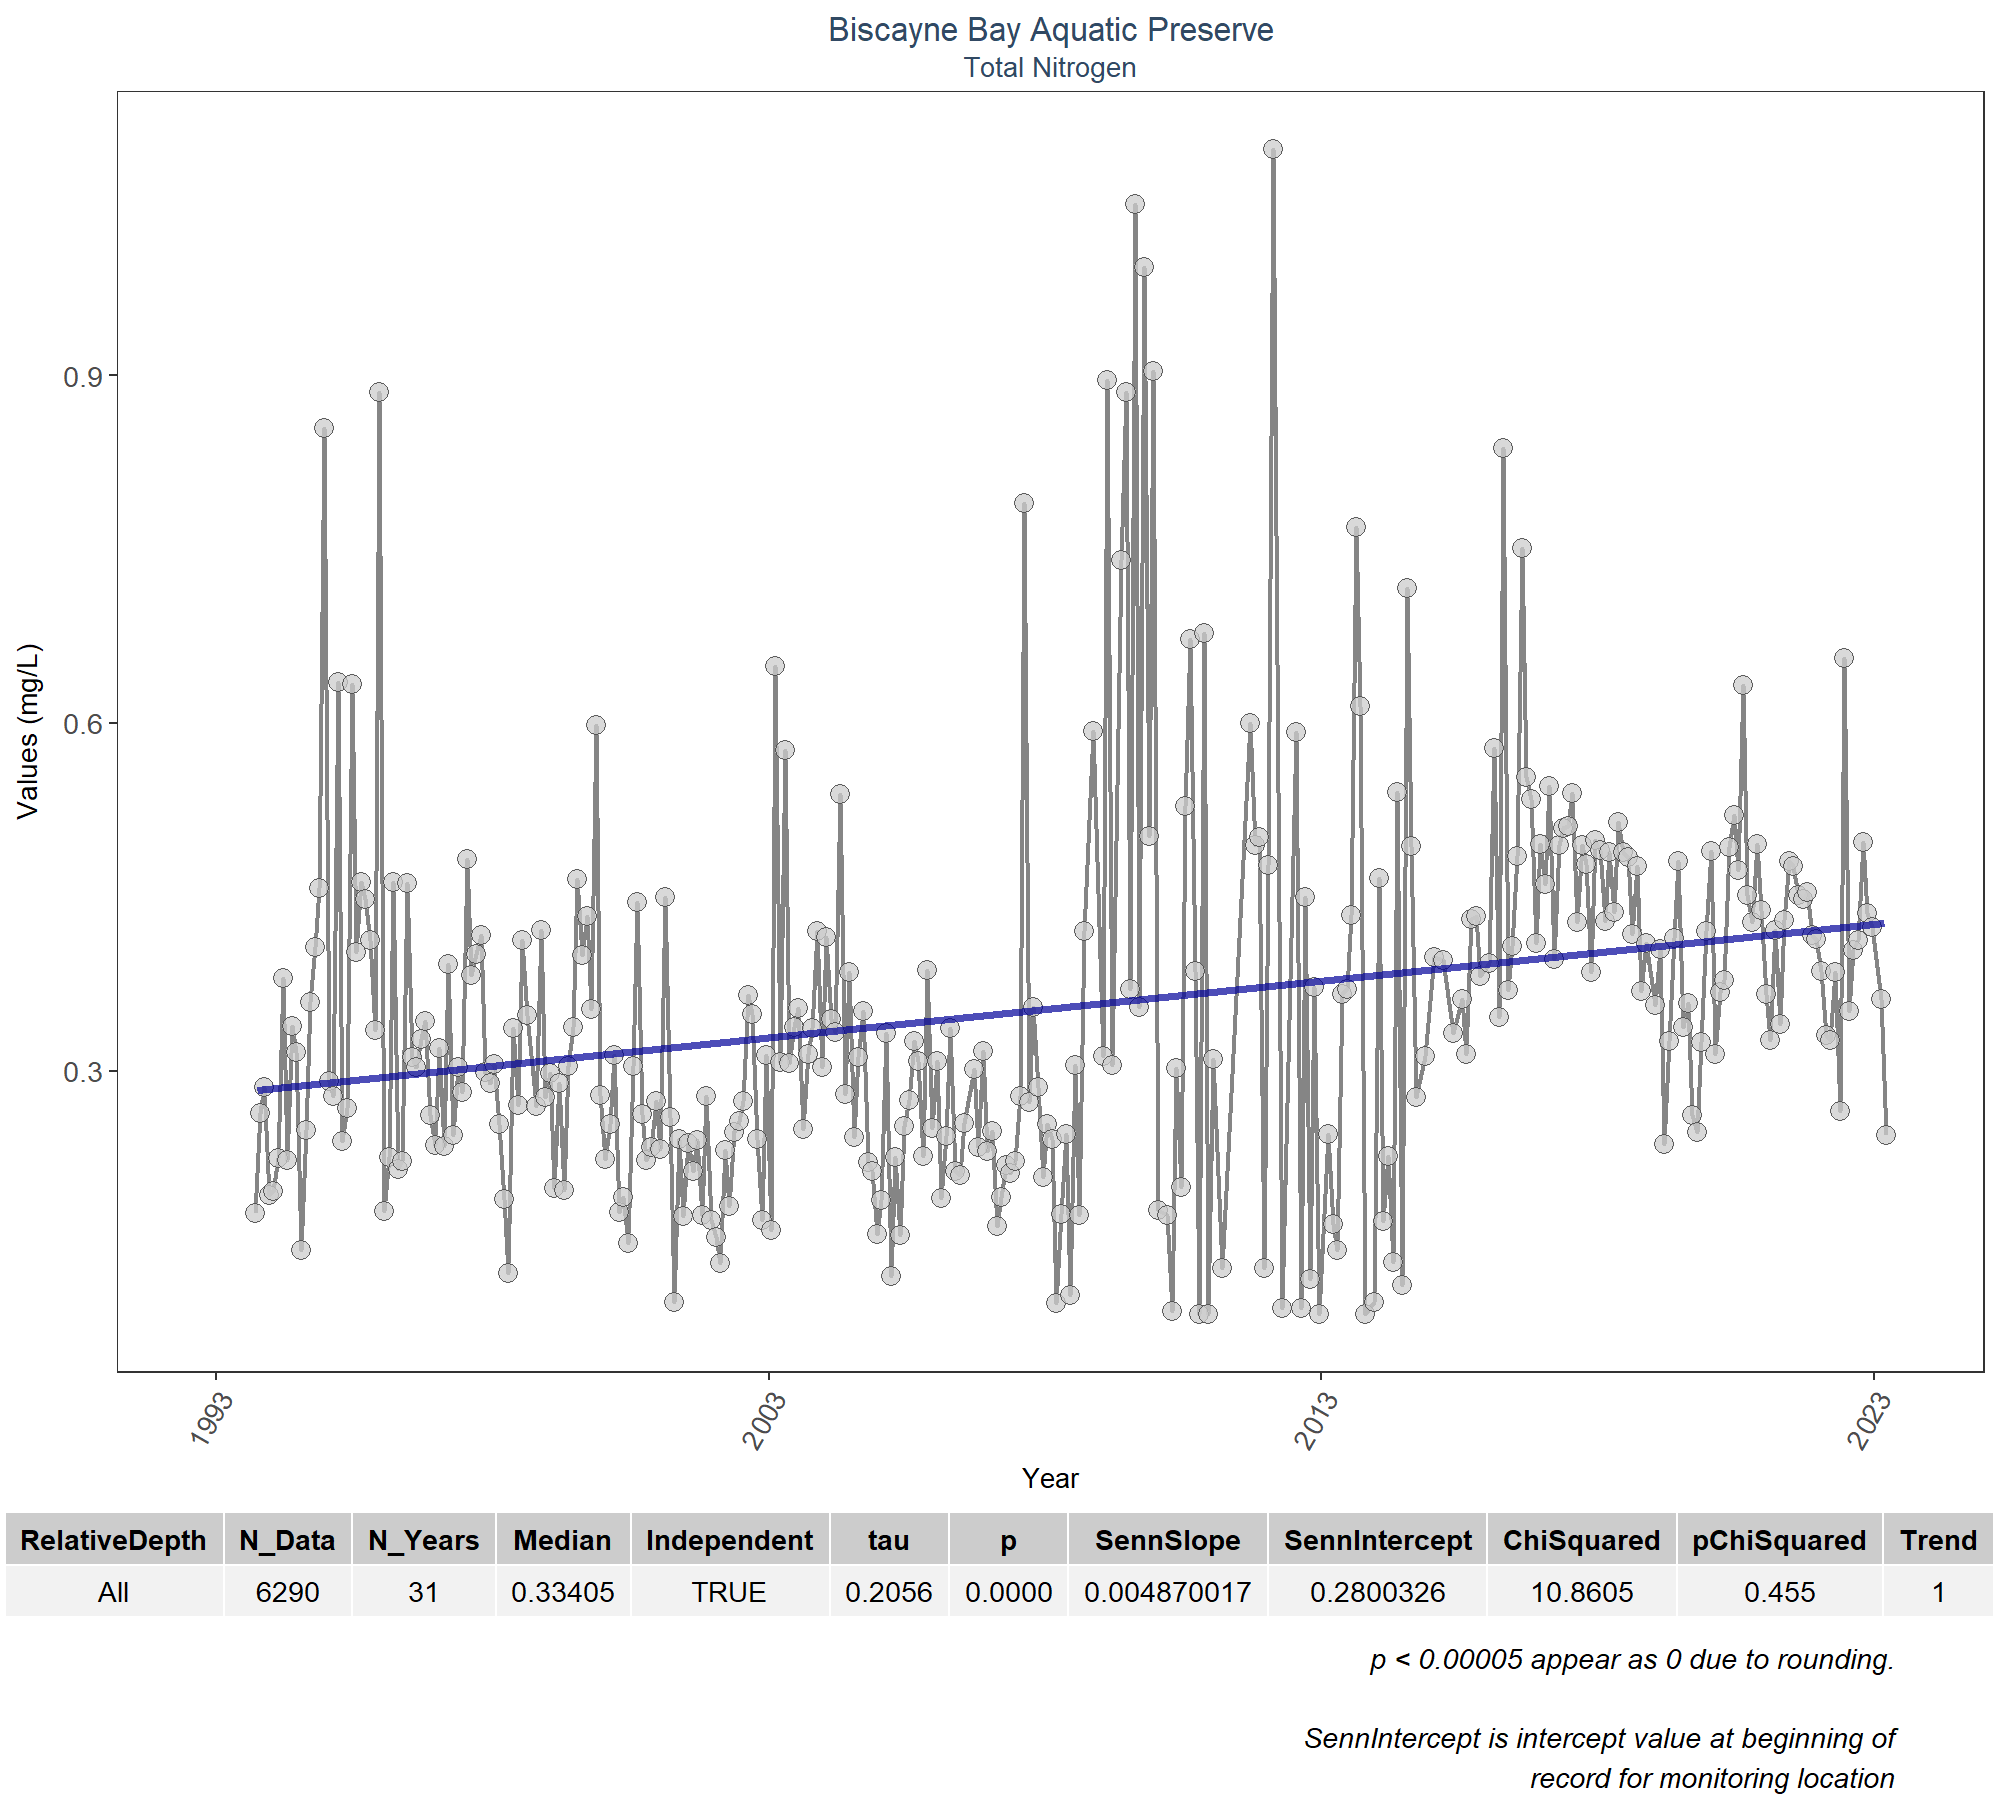 Biscayne Bay Aquatic Preserve
Total Nitrogen
Values (mg/L)
0.9
0.6
0.3
1993 2003 2013 2023
Year
RelativeDepth N_Data N_Years Median Independent tau p SennSlope SennIntercept ChiSquared pChiSquared Trend
All 6290 31 0.33405 TRUE 0.2056 0.0000 0.004870017 0.2800326 10.8605 0.455 1
p < 0.00005 appear as 0 due to rounding.
SennIntercept is intercept value at beginning of
record for monitoring location